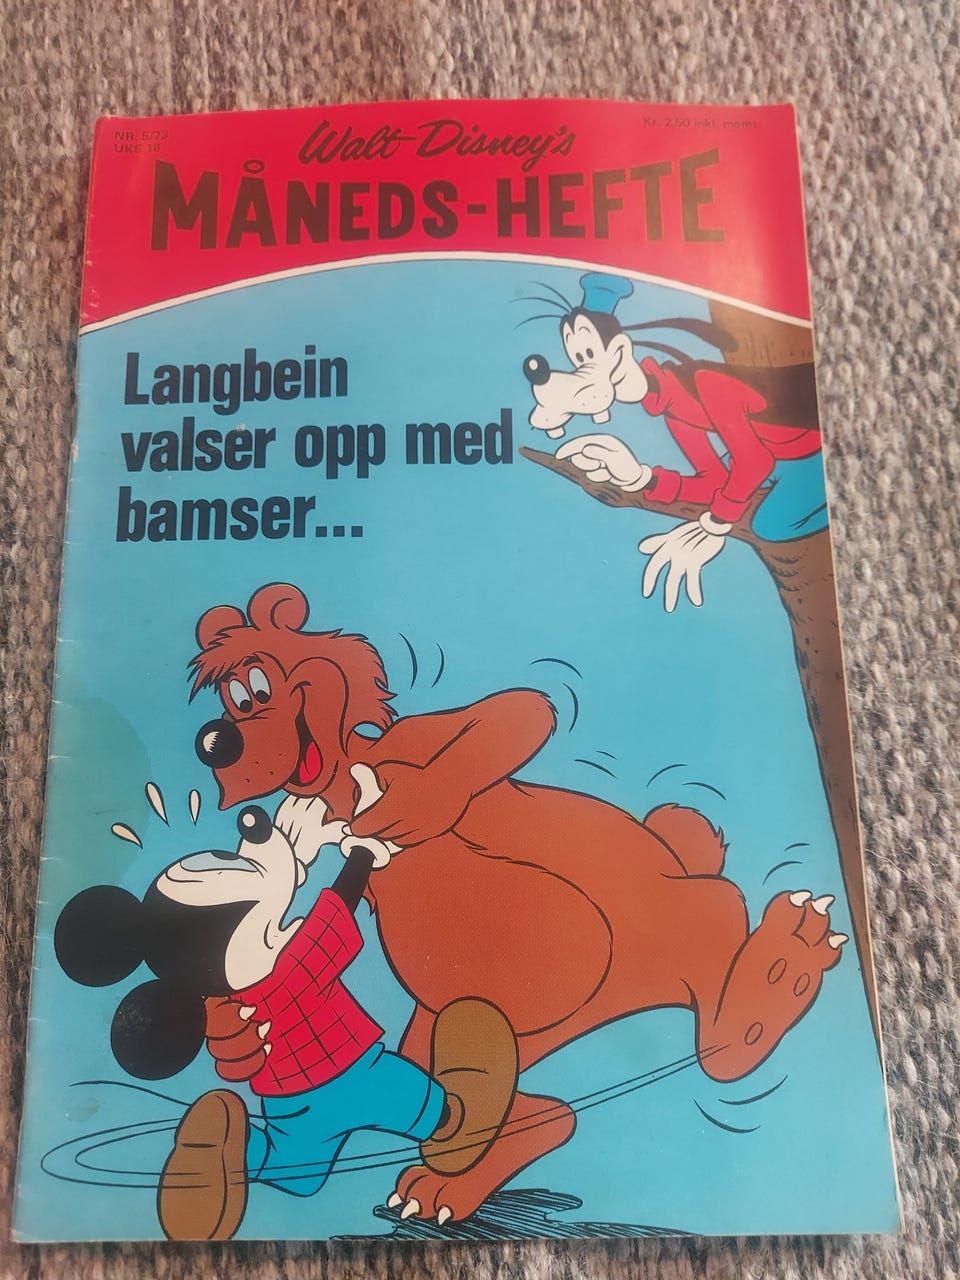 NR. 5/73
UKE 18
Kr. 2,50 inkl. moms.
Walt Disney's
MÅNEDS-HEFTE
Langbein
valser opp med
bamser...